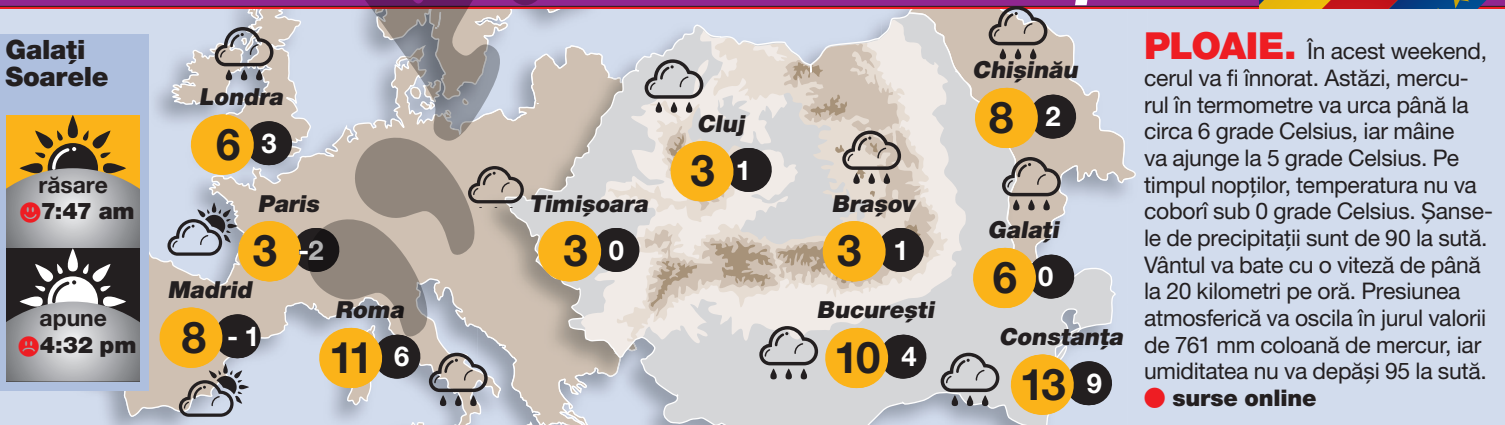 Galați
Soarele
răsare
7:47 am
apune
4:32 pm
Londra
6 3
Paris
3 -2
Madrid
8 - 1
Roma
11 6
Timișoara
3 0
Cluj
3 1
Brașov
3 1
București
10 4
Chișinău
8 2
Galați
6 0
Constanța
13 9
PLOAIE. În acest weekend,
cerul va fi înnorat. Astăzi, mercu-
rul în termometre va urca până la
circa 6 grade Celsius, iar mâine
va ajunge la 5 grade Celsius. Pe
timpul nopților, temperatura nu va
coborî sub 0 grade Celsius. Șanse-
le de precipitații sunt de 90 la sută.
Vântul va bate cu o viteză de până
la 20 kilometri pe oră. Presiunea
atmosferică va oscila în jurul valorii
de 761 mm coloană de mercur, iar
umiditatea nu va depăși 95 la sută.
surse online